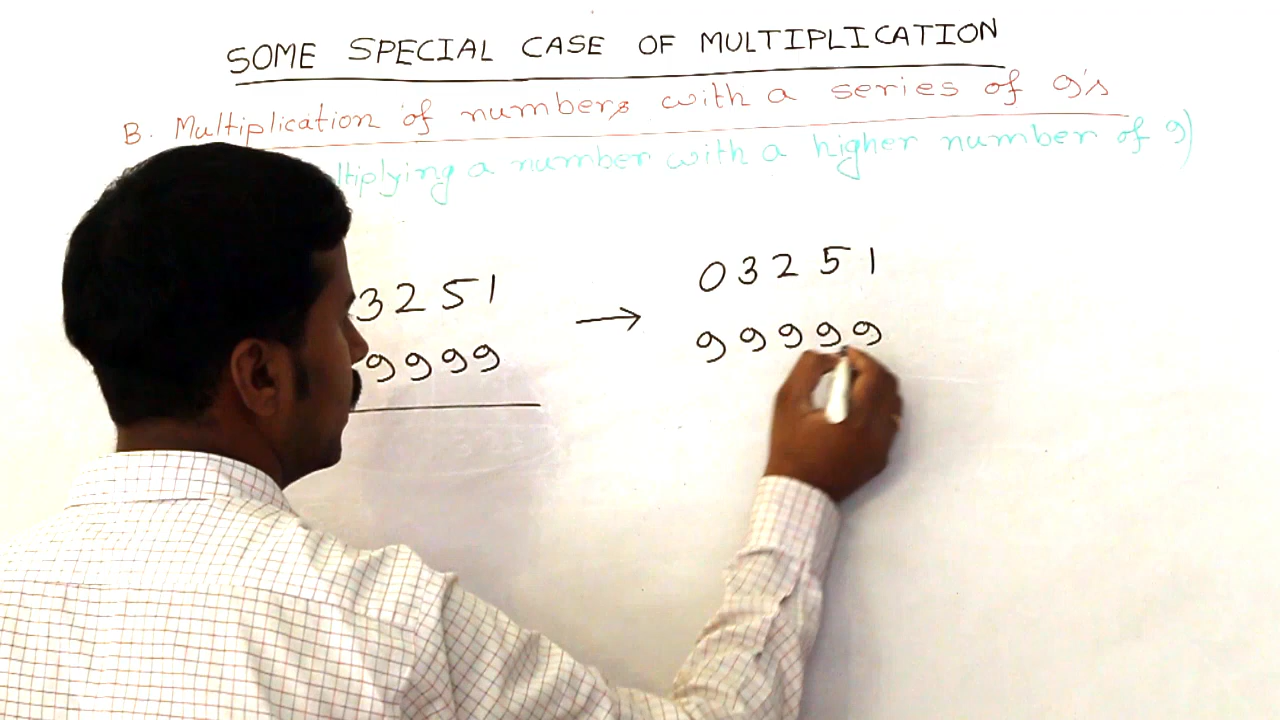 SOME SPECIAL CASE OF MULTIPLICATION
B. Multiplication of numbers with a series of 9's
ltiplying a number with a higher number of 9)
3251 → 03251
9999 99999